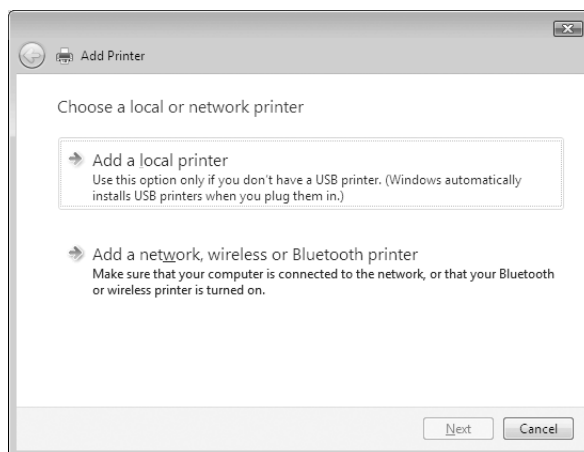 Add Printer
Choose a local or network printer
Add a local printer
Use this option only if you don't have a USB printer. (Windows automatically
installs USB printers when you plug them in.)
Add a network, wireless or Bluetooth printer
Make sure that your computer is connected to the network, or that your Bluetooth
or wireless printer is turned on.
Next Cancel